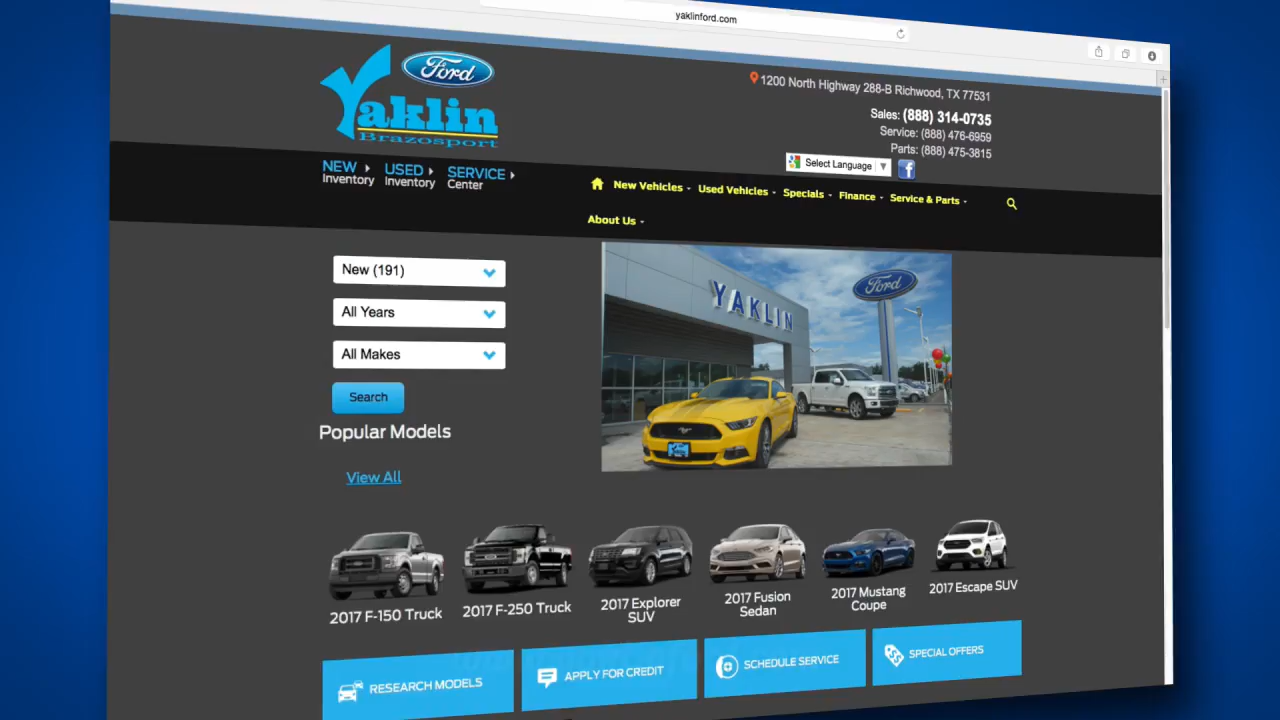 yaklinford.com
Ford
Yaklin
Brazosport
1200 North Highway 288-B Richwood, TX 77531
Sales: (888) 314-0735
Service: (888) 476-6959
Parts: (888) 475-3815
Select Language
NEW
Inventory
USED
Inventory
SERVICE
Center
New Vehicles
Used Vehicles
Specials
Finance
Service & Parts
About Us
New (191)
All Years
All Makes
Search
YAKLIN
Ford
Popular Models
View All
2017 F-150 Truck
2017 F-250 Truck
2017 Explorer
SUV
2017 Fusion
Sedan
2017 Mustang
Coupe
2017 Escape SUV
RESEARCH MODELS
APPLY FOR CREDIT
SCHEDULE SERVICE
SPECIAL OFFERS